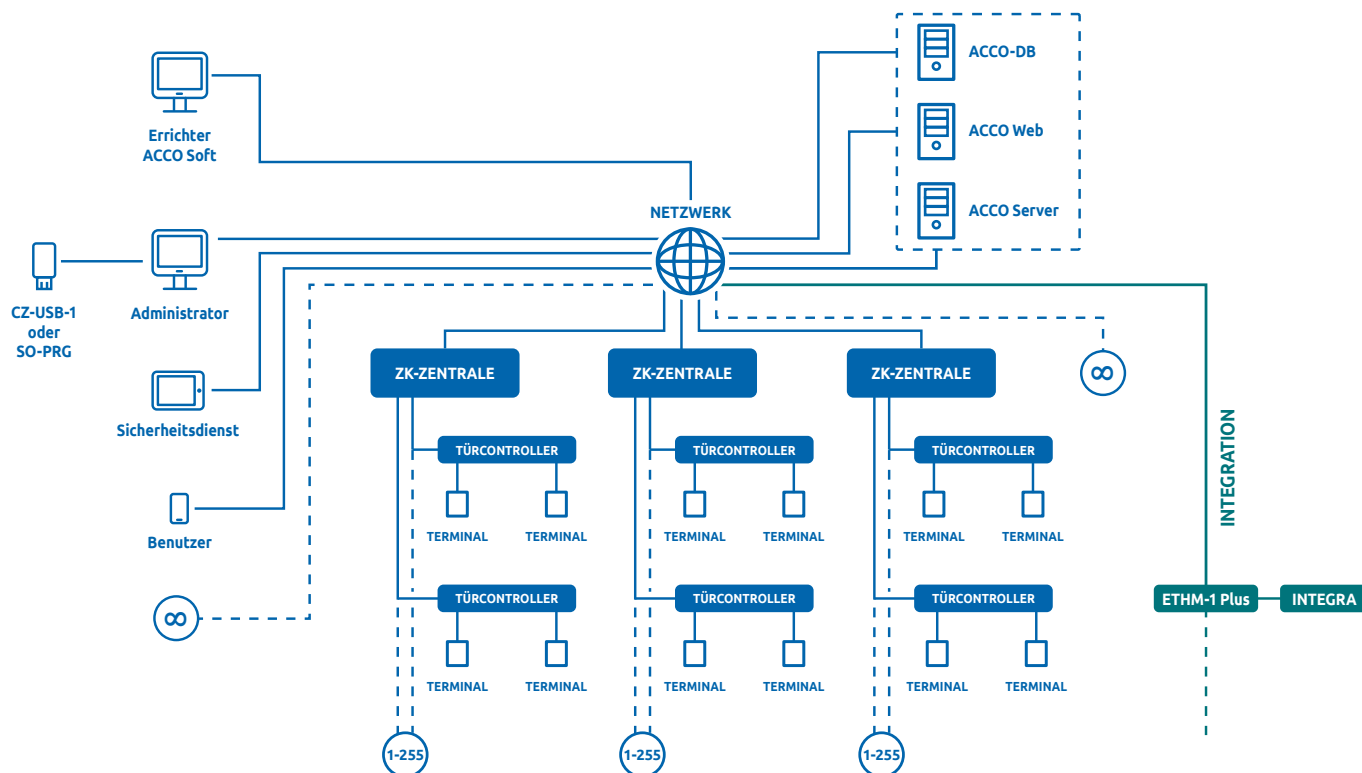 ACCO-DB
Errichter
ACCO Soft
ACCO Web
ACCO Server
NETZWERK
CZ-USB-1
oder
SO-PRG
Administrator
ZK-ZENTRALE
ZK-ZENTRALE
ZK-ZENTRALE
∞
Sicherheitsdienst
INTEGRATION
TÜRCONTROLLER
TÜRCONTROLLER
TÜRCONTROLLER
TERMINAL
TERMINAL
TERMINAL
TERMINAL
TERMINAL
TERMINAL
Benutzer
∞
TÜRCONTROLLER
TÜRCONTROLLER
TÜRCONTROLLER
ETHM-1 Plus
INTEGRA
TERMINAL
TERMINAL
TERMINAL
TERMINAL
TERMINAL
TERMINAL
1-255
1-255
1-255